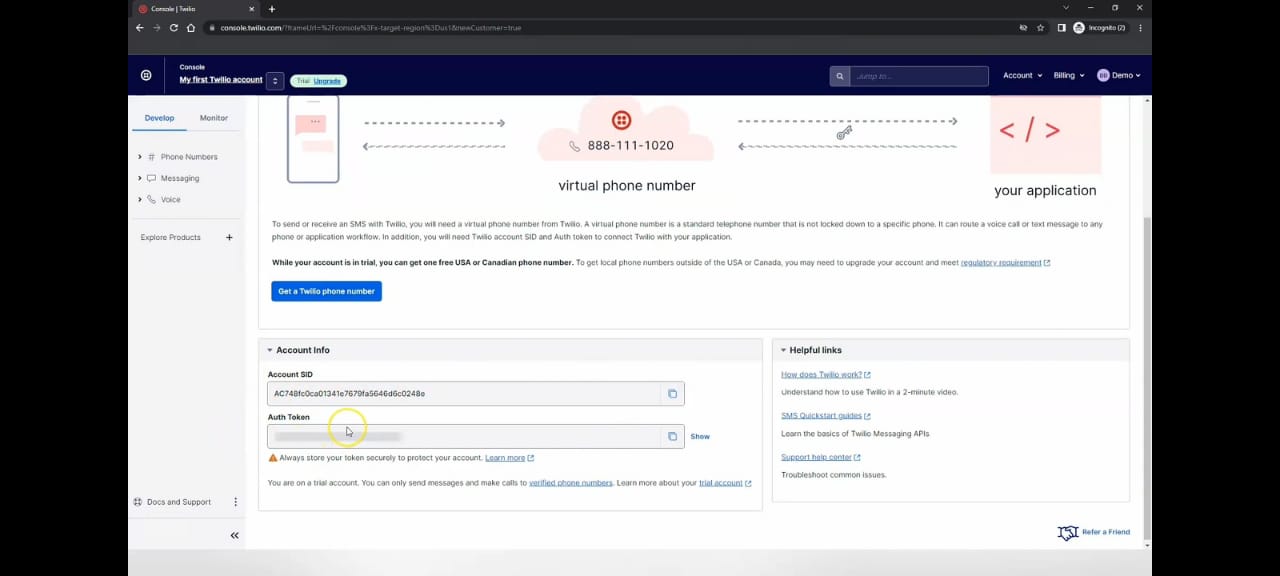 Console | Twilio
console.twilio.com/?frameUrl=%2Fconsole%3Fx-target-region%3Dus1&newCustomer=true
Incognito (2)
Console
My first Twilio account
Trial Upgrade
Jump to...
Account
Billing
DD Demo
Develop
Monitor
# Phone Numbers
Messaging
Voice
Explore Products +
Docs and Support
888-111-1020
</>
virtual phone number
your application
To send or receive an SMS with Twilio, you will need a virtual phone number from Twilio. A virtual phone number is a standard telephone number that is not locked down to a specific phone. It can route a voice call or text message to any
phone or application workflow. In addition, you will need Twilio account SID and Auth token to connect Twilio with your application.
While your account is in trial, you can get one free USA or Canadian phone number. To get local phone numbers outside of the USA or Canada, you may need to upgrade your account and meet regulatory requirement
Get a Twilio phone number
Account Info
Account SID
AC748fc0ca01341e7679fa5646d6c0248e
Auth Token
Show
Always store your token securely to protect your account. Learn more
You are on a trial account. You can only send messages and make calls to verified phone numbers. Learn more about your trial account
Helpful links
How does Twilio work?
Understand how to use Twilio in a 2-minute video.
SMS Quickstart guides
Learn the basics of Twilio Messaging APIs
Support help center
Troubleshoot common issues.
Refer a Friend